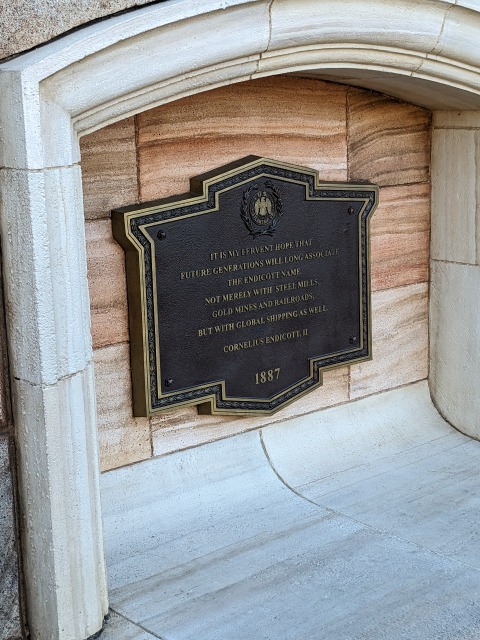 IT IS MY FERVENT HOPE THAT
FUTURE GENERATIONS WILL LONG ASSOCIATE
THE ENDICOTT NAME
NOT MERELY WITH STEEL MILLS,
GOLD MINES AND RAILROADS,
BUT WITH GLOBAL SHIPPING AS WELL.
CORNELIUS ENDICOTT, II
1887